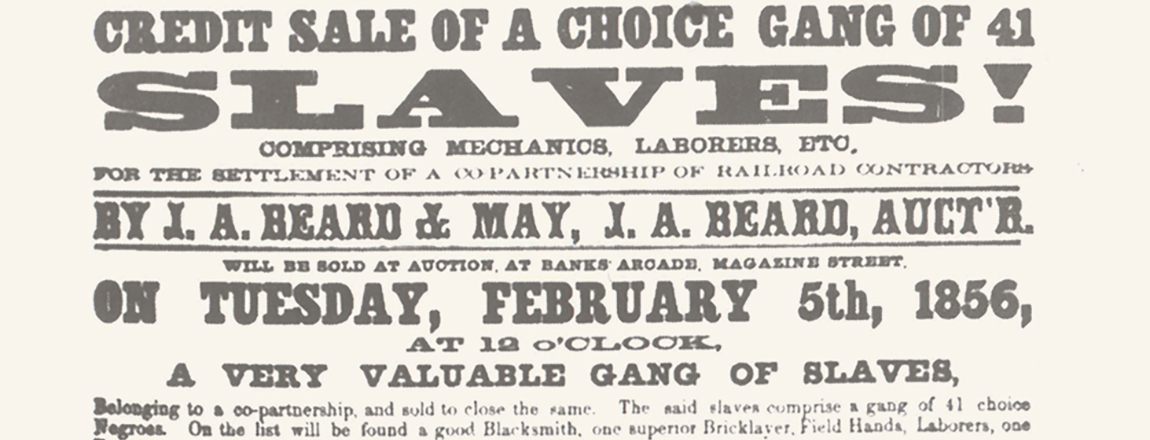 CREDIT SALE OF A CHOICE GANG OF 41
SLAVES!
COMPRISING MECHANICS, LABORERS, ETC,
FOR THE SETTLEMENT OF A CO-PARTNERSHIP OF RAILROAD CONTRACTORS
BY J. A. BEARD & MAY, J. A. BEARD, AUCT'R.
WILL BE SOLD AT AUCTION, AT BANKS' ARCADE, MAGAZINE STREET,
ON TUESDAY, FEBRUARY 5th, 1856,
AT 12 O'CLOCK,
A VERY VALUABLE GANG OF SLAVES,
Belonging to a co-partnership, and sold to close the same. The said slaves comprise a gang of 41 choice
Negroes. On the list will be found a good Blacksmith, one superior Bricklayer, Field Hands, Laborers, one